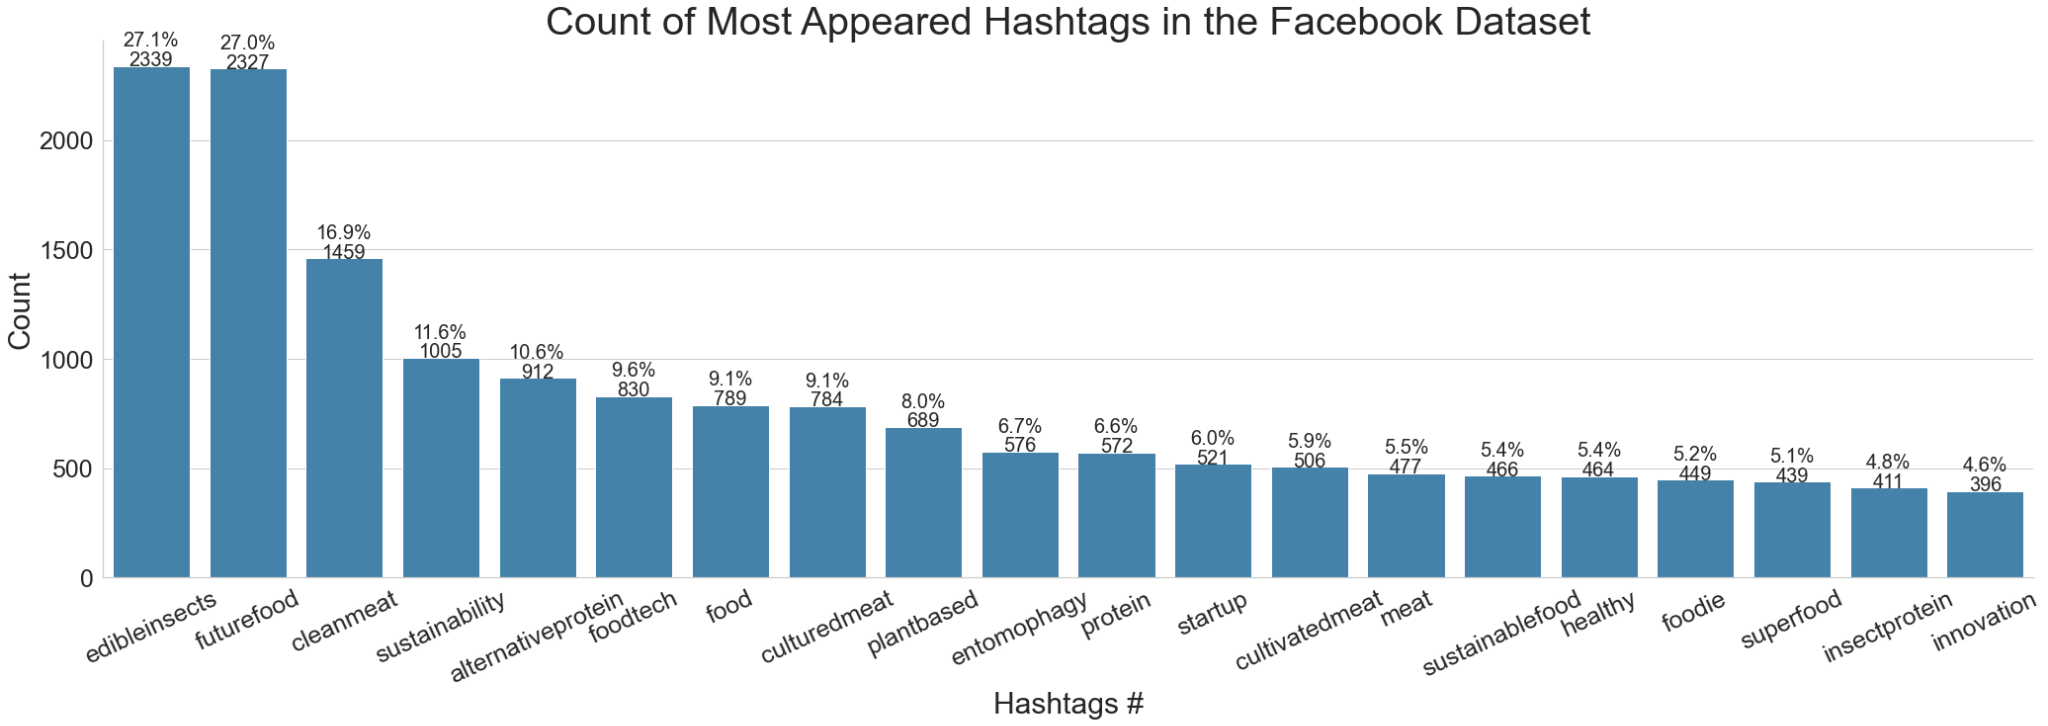 Count of Most Appeared Hashtags in the Facebook Dataset
27.1%
2339
27.0%
2327
16.9%
1459
11.6%
1005
10.6%
912
9.6%
830
9.1%
789
9.1%
784
8.0%
689
6.7%
576
6.6%
572
6.0%
521
5.9%
506
5.5%
477
5.4%
466
5.4%
464
5.2%
449
5.1%
439
4.8%
411
4.6%
396
Count
2000
1500
1000
500
0
edibleinsects
futurefood
cleanmeat
sustainability
alternativeprotein
foodtech
food
culturedmeat
plantbased
entomophagy
protein
startup
cultivatedmeat
meat
sustainablefood
healthy
foodie
superfood
insectprotein
innovation
Hashtags #